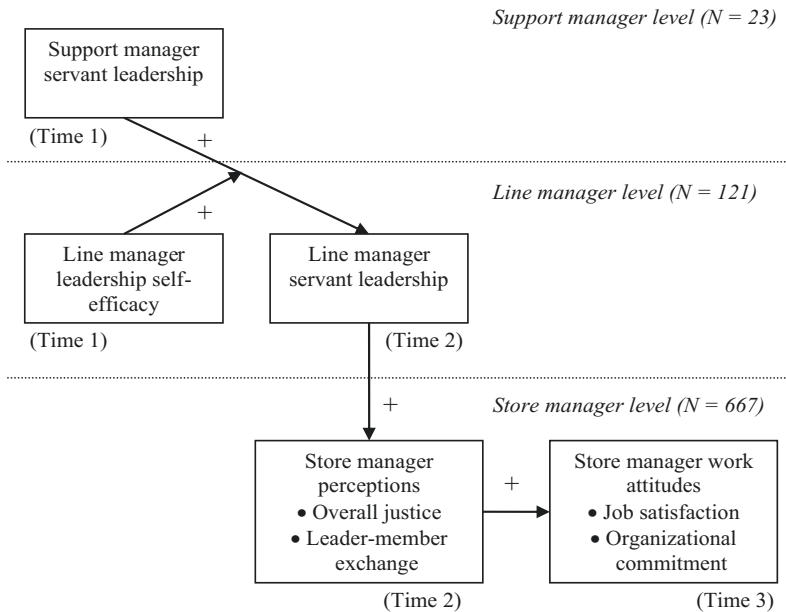 Support manager level (N = 23)
Support manager
servant leadership
(Time 1)
+
Line manager level (N = 121)
+
Line manager
leadership self-
efficacy
(Time 1)
Line manager
servant leadership
(Time 2)
+
Store manager level (N = 667)
Store manager
perceptions
• Overall justice
• Leader-member
exchange
(Time 2)
+
Store manager work
attitudes
• Job satisfaction
• Organizational
commitment
(Time 3)